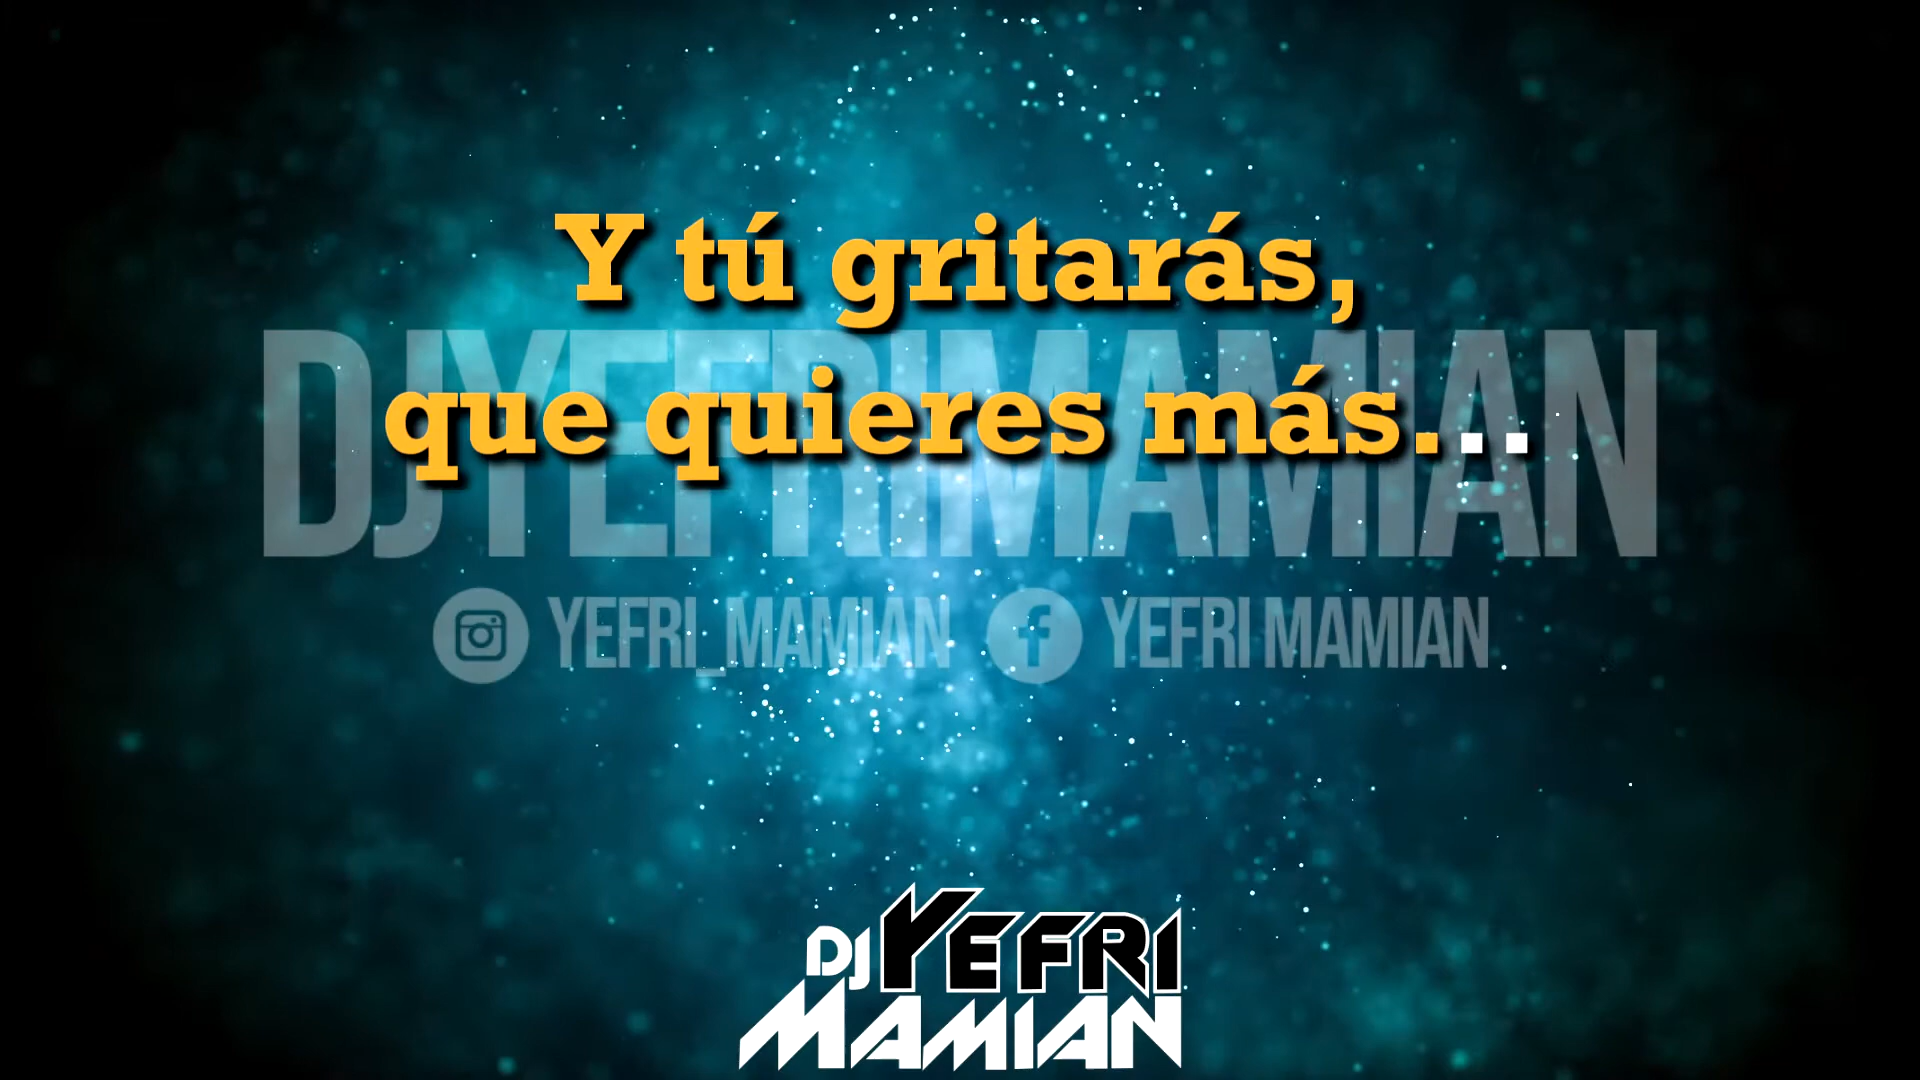 Y tú gritarás,
que quieres más...
DJYEFRIMAMIAN
YEFRI_MAMIAN YEFRI MAMIAN
DJ YEFRI
MAMIAN